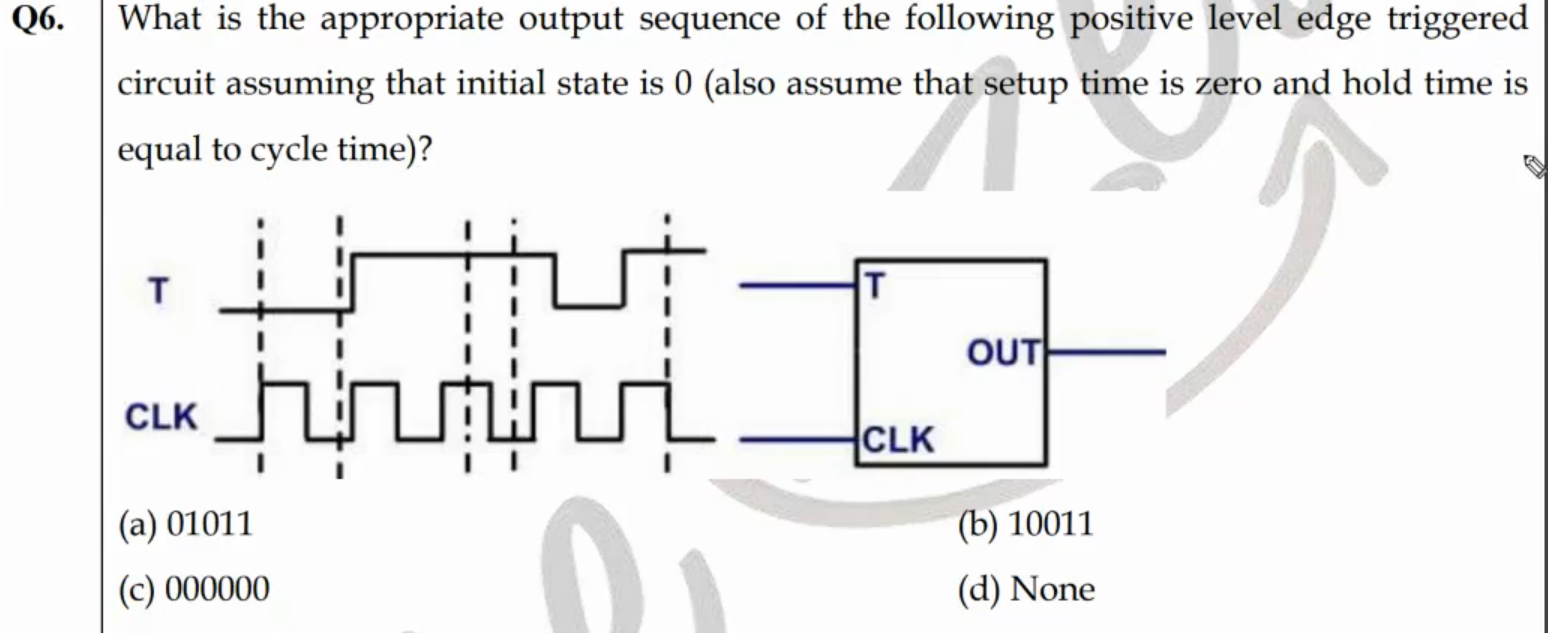 Q6. What is the appropriate output sequence of the following positive level edge triggered
circuit assuming that initial state is 0 (also assume that setup time is zero and hold time is
equal to cycle time)?
T
T
OUT
CLK
CLK
(a) 01011
(b) 10011
(c) 000000
(d) None